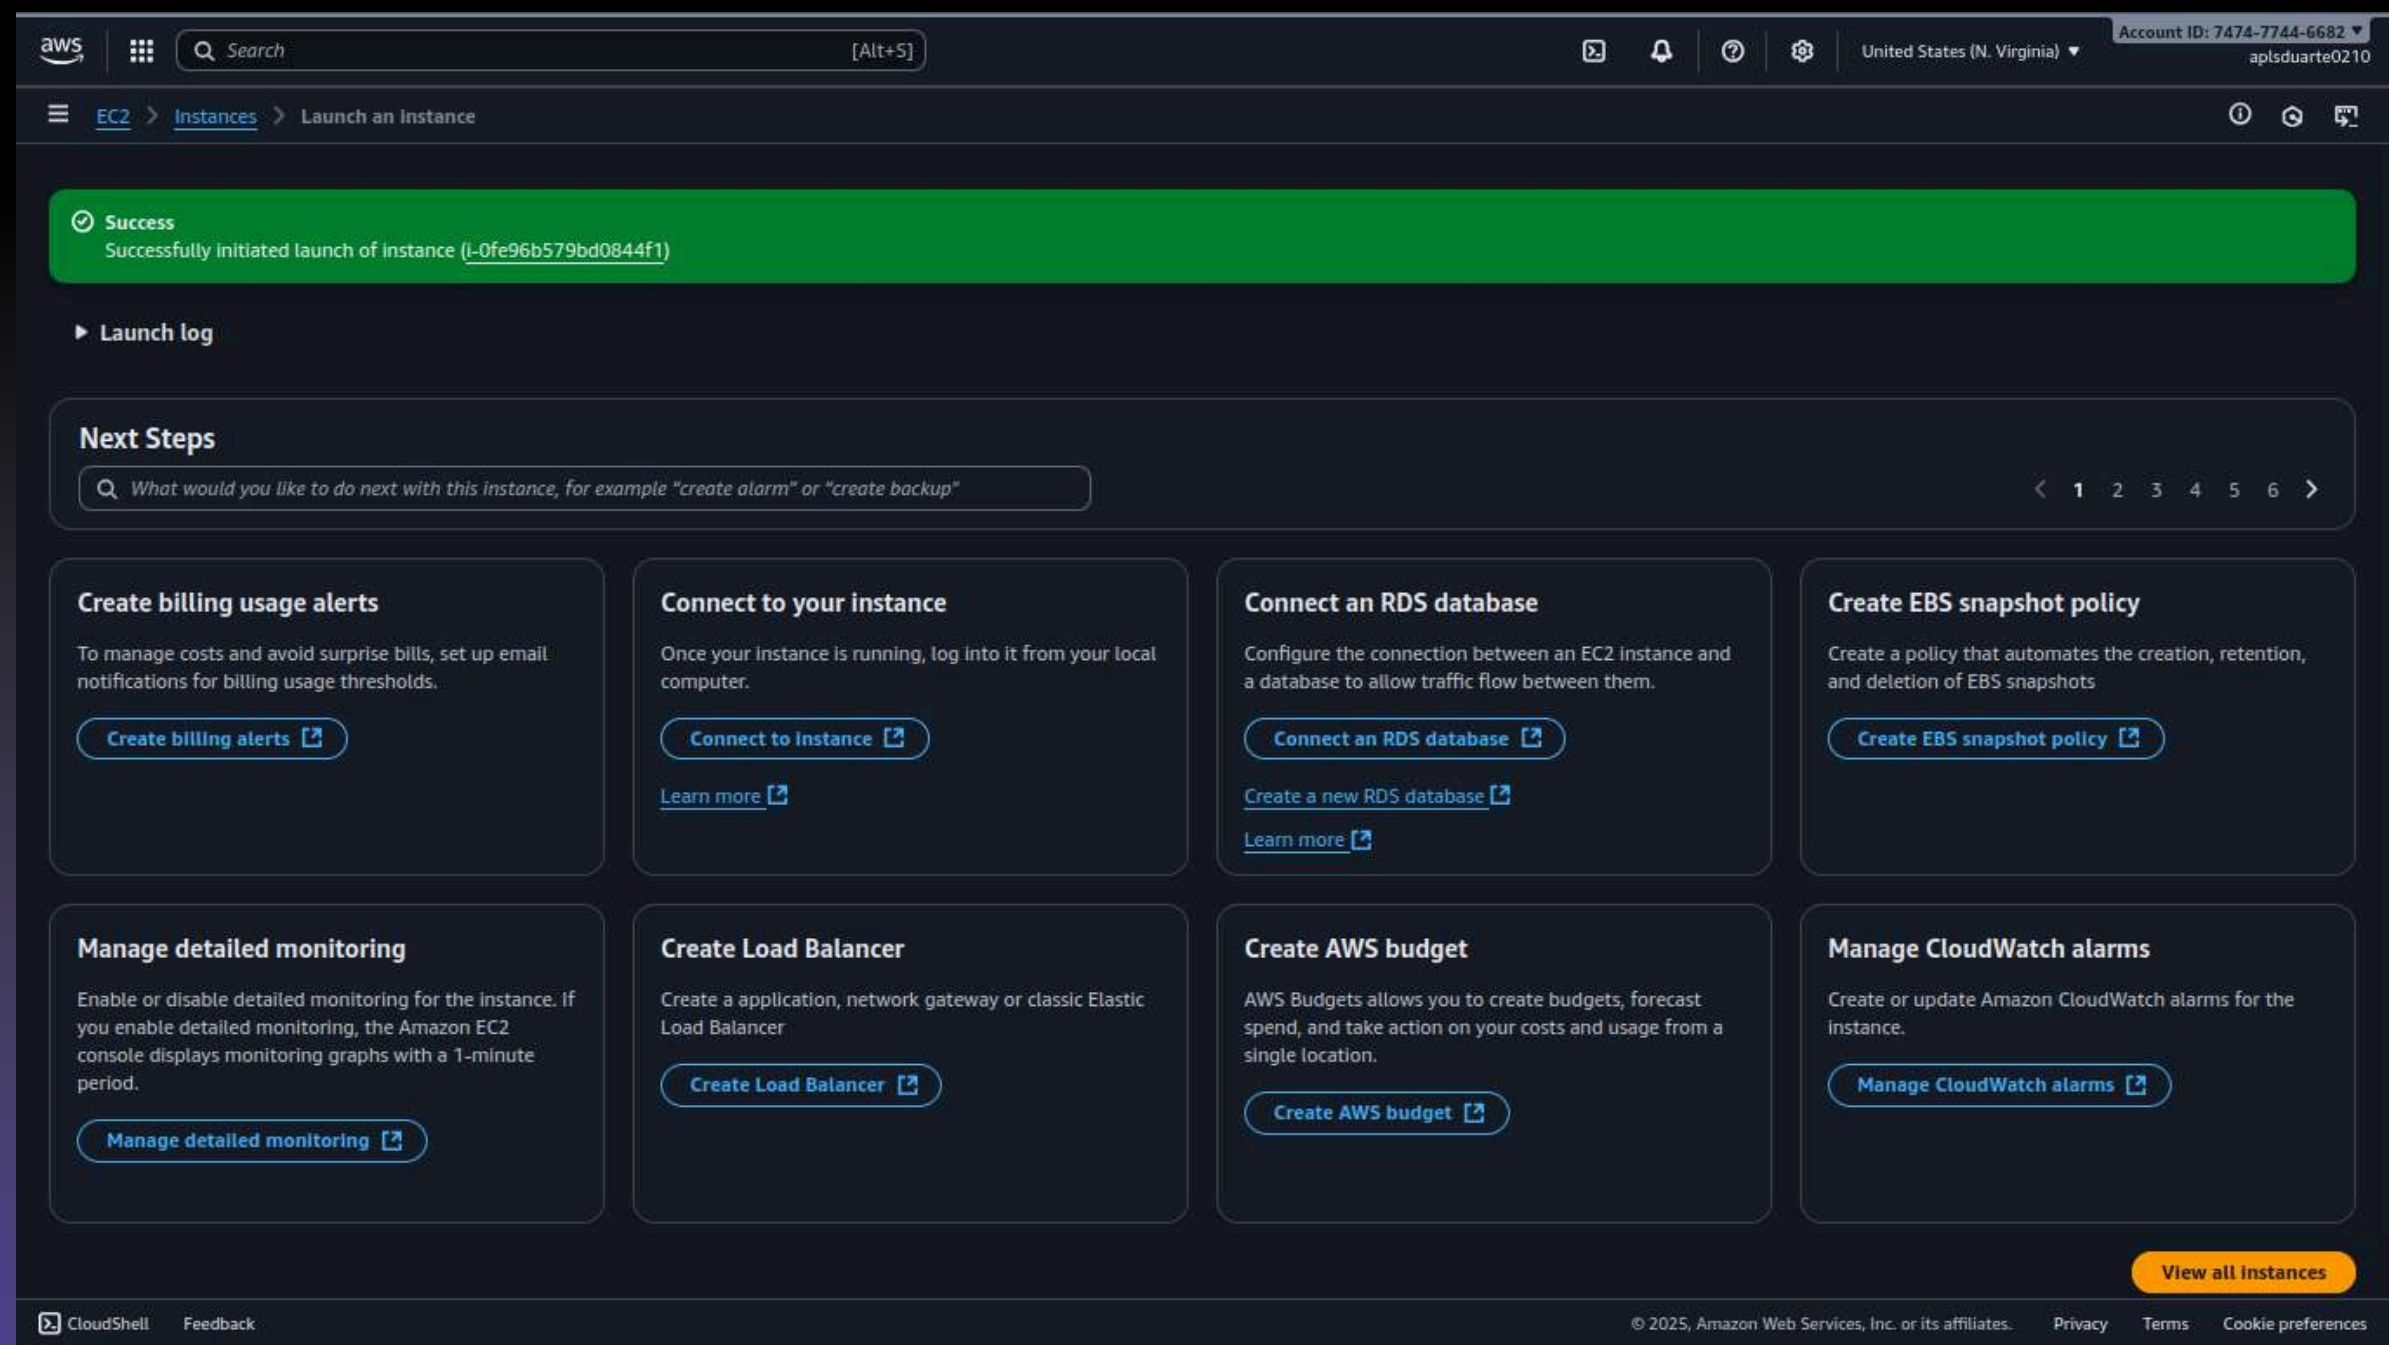 aws
Search [Alt+S]
United States (N. Virginia)
Account ID: 7474-7744-6682
aplsduarte0210
EC2 > Instances > Launch an instance
Success
Successfully initiated launch of instance (i-0fe96b579bd0844f1)
Launch log
Next Steps
What would you like to do next with this instance, for example “create alarm” or “create backup”
1 2 3 4 5 6
Create billing usage alerts
To manage costs and avoid surprise bills, set up email
notifications for billing usage thresholds.
Create billing alerts
Connect to your instance
Once your instance is running, log into it from your local
computer.
Connect to instance
Learn more
Connect an RDS database
Configure the connection between an EC2 instance and
a database to allow traffic flow between them.
Connect an RDS database
Create a new RDS database
Learn more
Create EBS snapshot policy
Create a policy that automates the creation, retention,
and deletion of EBS snapshots
Create EBS snapshot policy
Manage detailed monitoring
Enable or disable detailed monitoring for the instance. If
you enable detailed monitoring, the Amazon EC2
console displays monitoring graphs with a 1-minute
period.
Manage detailed monitoring
Create Load Balancer
Create a application, network gateway or classic Elastic
Load Balancer
Create Load Balancer
Create AWS budget
AWS Budgets allows you to create budgets, forecast
spend, and take action on your costs and usage from a
single location.
Create AWS budget
Manage CloudWatch alarms
Create or update Amazon CloudWatch alarms for the
instance.
Manage CloudWatch alarms
View all instances
CloudShell Feedback
© 2025, Amazon Web Services, Inc. or its affiliates. Privacy Terms Cookie preferences